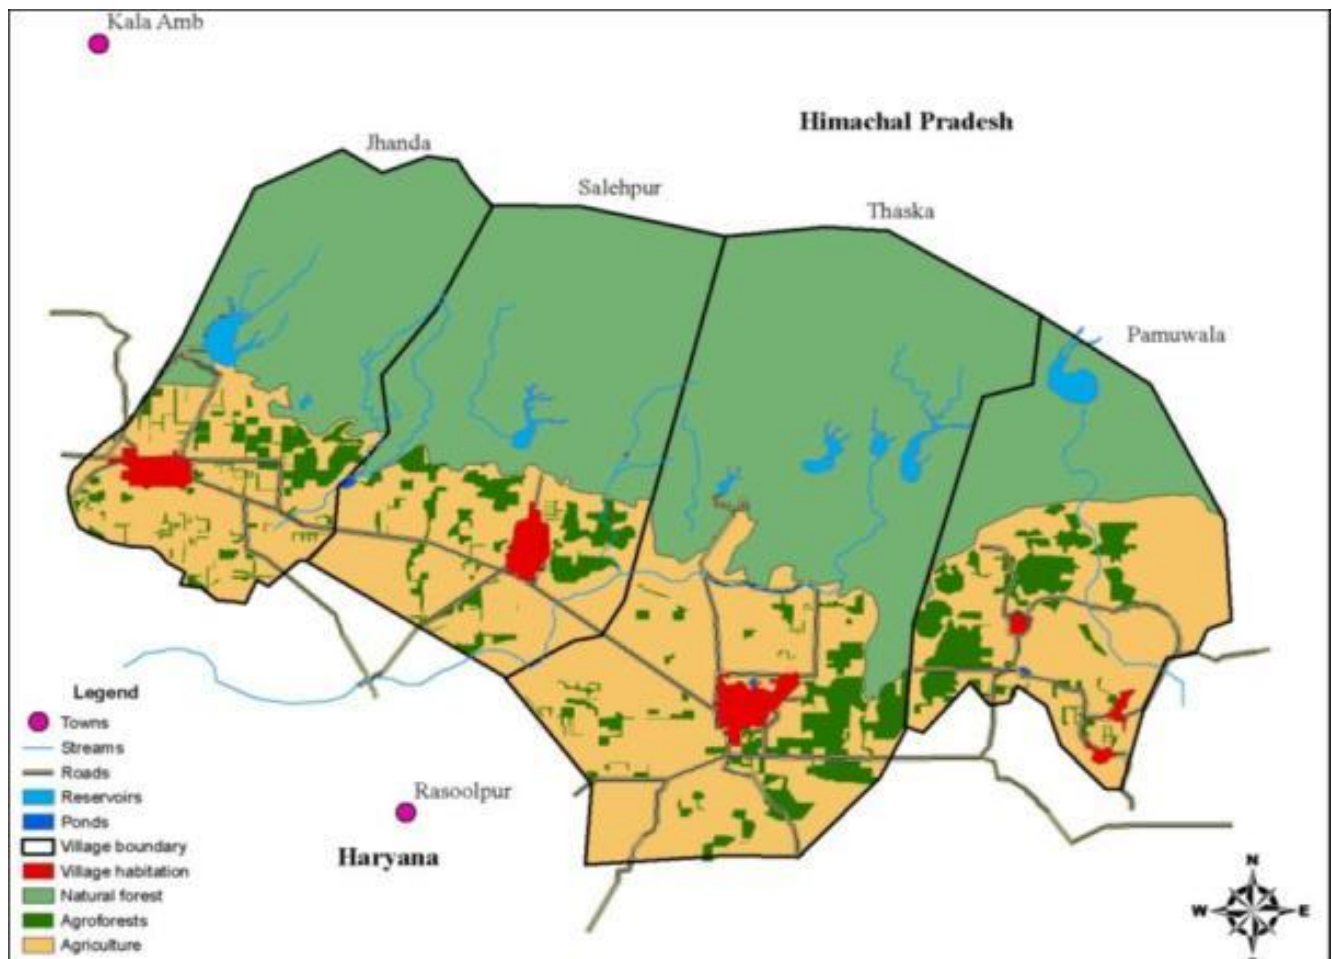 Kala Amb
Himachal Pradesh
Jhanda
Salehpur
Thaska
Pamuwala
Legend
Towns
Streams
Roads
Reservoirs
Ponds
Village boundary
Village habitation
Natural forest
Agroforests
Agriculture
Rasoolpur
Haryana
N
W E